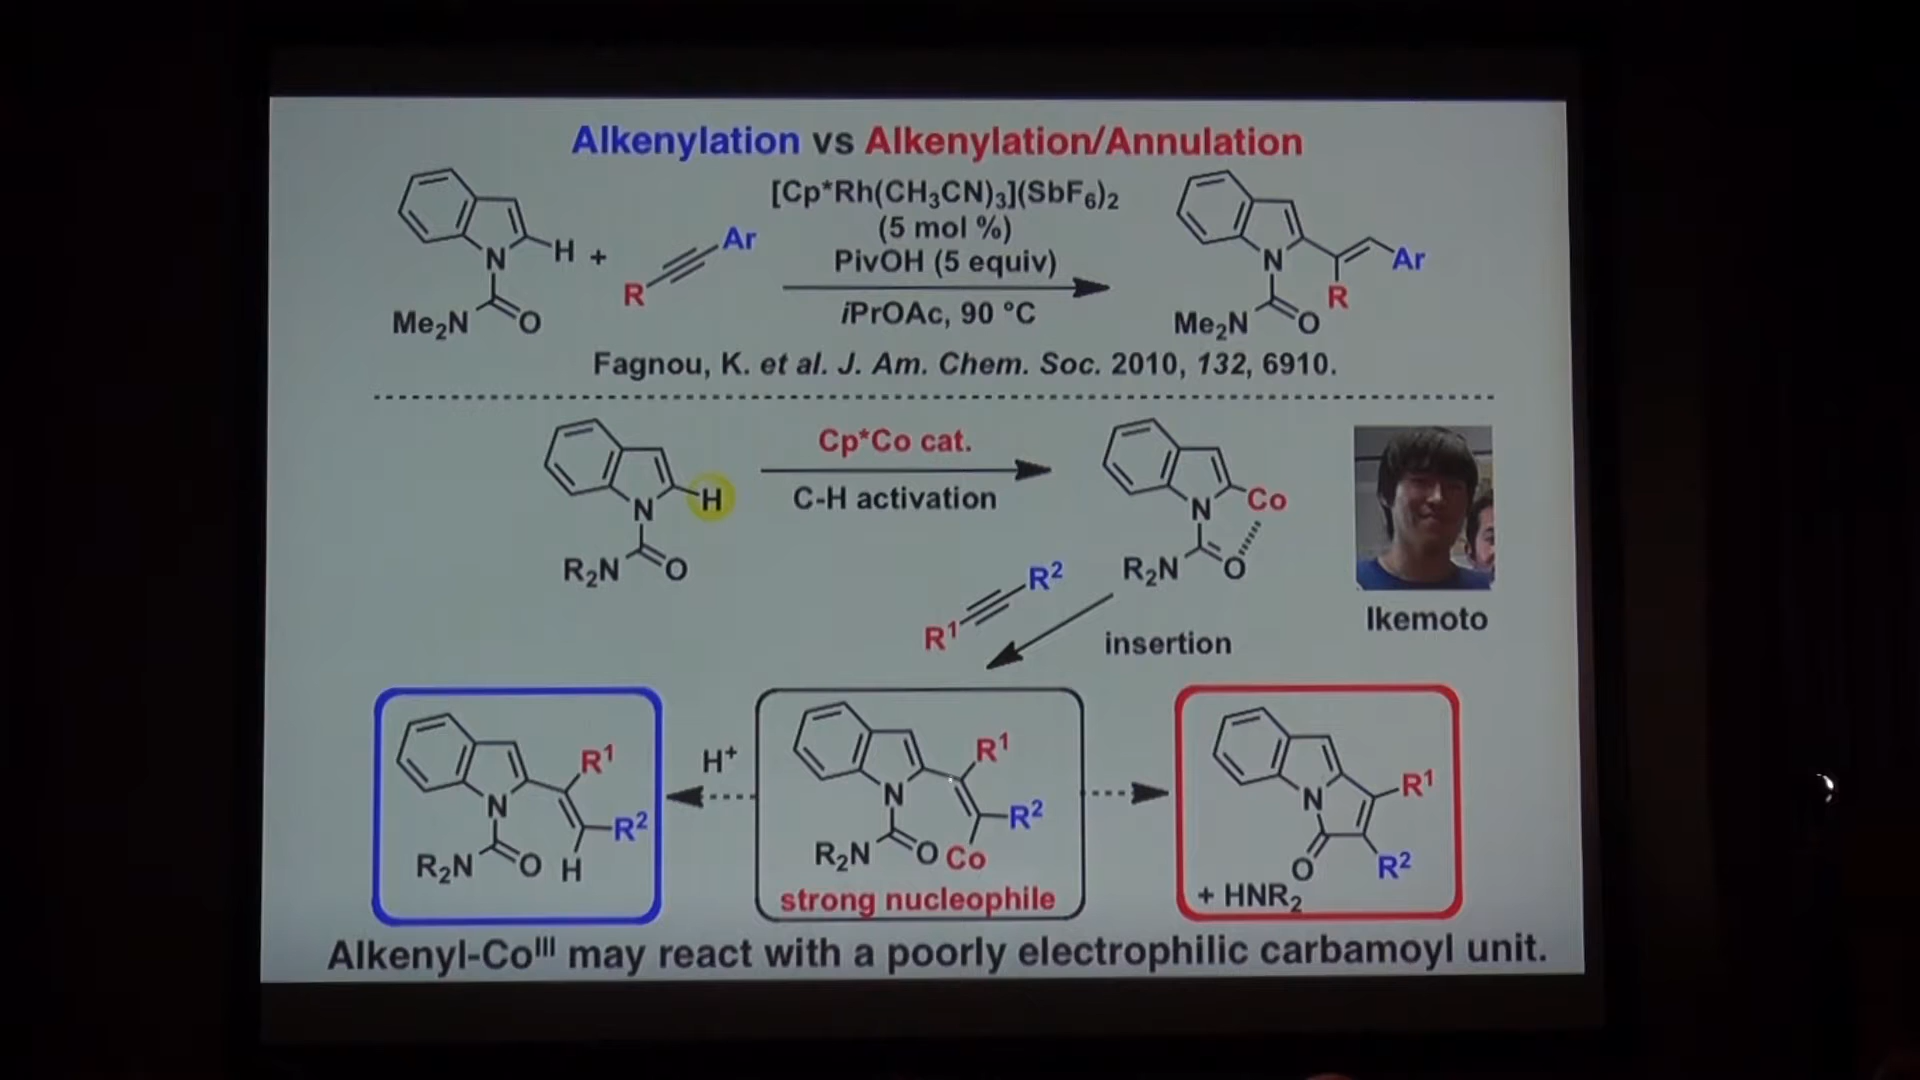 Alkenylation vs Alkenylation/Annulation
[Cp*Rh(CH₃CN)₃](SbF₆)₂
(5 mol %)
PivOH (5 equiv)
iPrOAc, 90 °C
N
H
+
R
Ar
Me₂N
O
N
Me₂N
O
R
Ar
Fagnou, K. et al. J. Am. Chem. Soc. 2010, 132, 6910.
N
H
R₂N
O
Cp*Co cat.
C-H activation
N
Co
R₂N
O
R¹
R²
insertion
Ikemoto
N
R¹
R²
R₂N
O
H
H⁺
N
R¹
R²
R₂N
O
Co
strong nucleophile
N
R¹
R²
O
+ HNR₂
Alkenyl-Coᴵᴵᴵ may react with a poorly electrophilic carbamoyl unit.